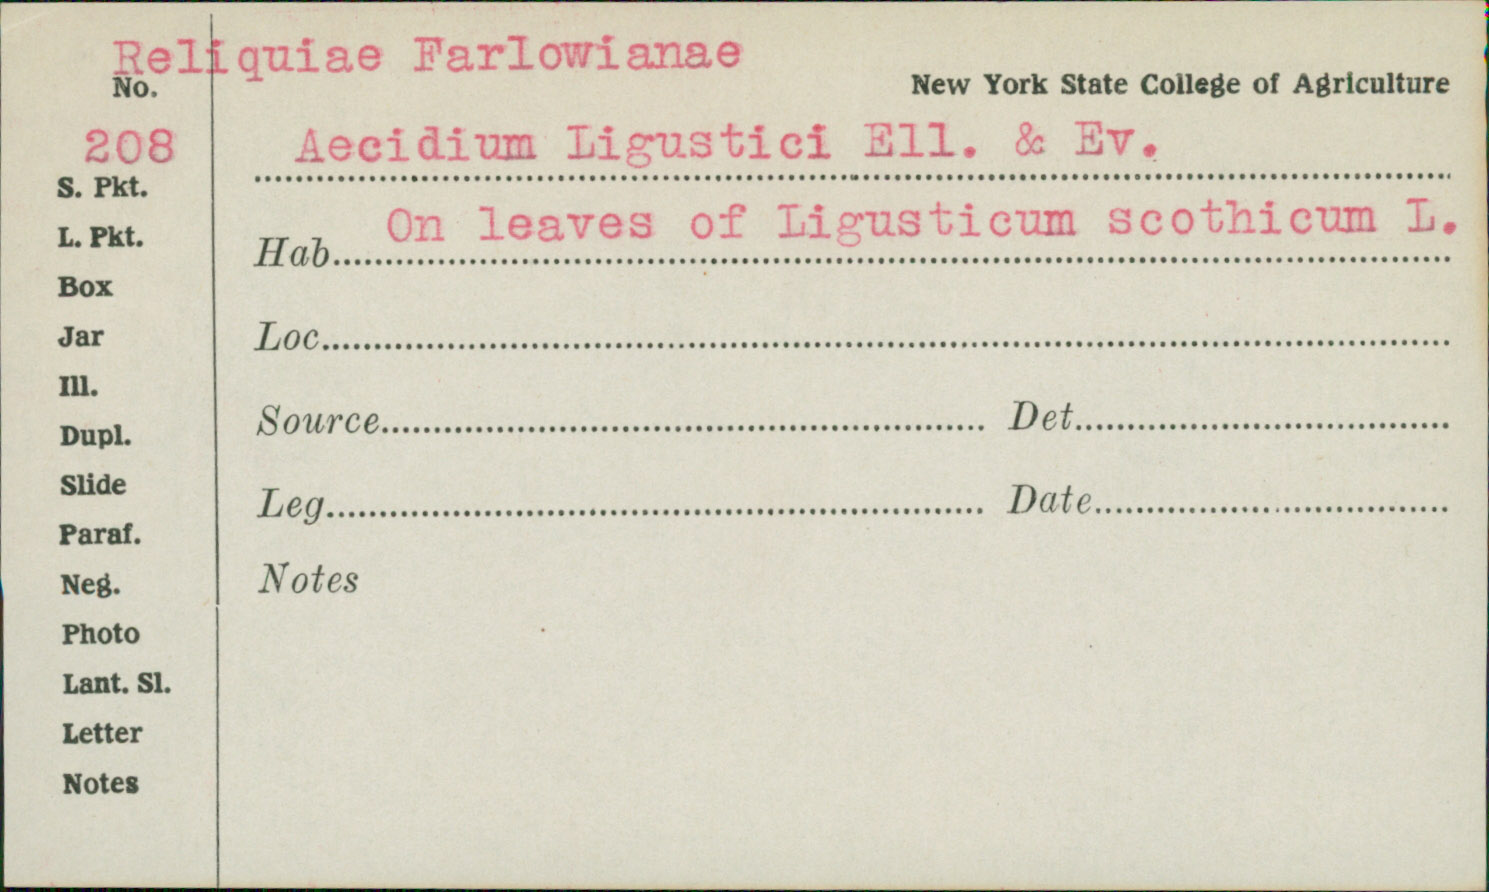 Reliquiae Farlowianae
No.
New York State College of Agriculture
208
Aecidium Ligustici Ell. & Ev.
S. Pkt.
On leaves of Ligusticum scothicum L.
L. Pkt.
Hab.
Box
Jar
Loc.
Ill.
Dupl.
Source
Det.
Slide
Leg.
Date
Paraf.
Neg.
Notes
Photo
Lant. Sl.
Letter
Notes